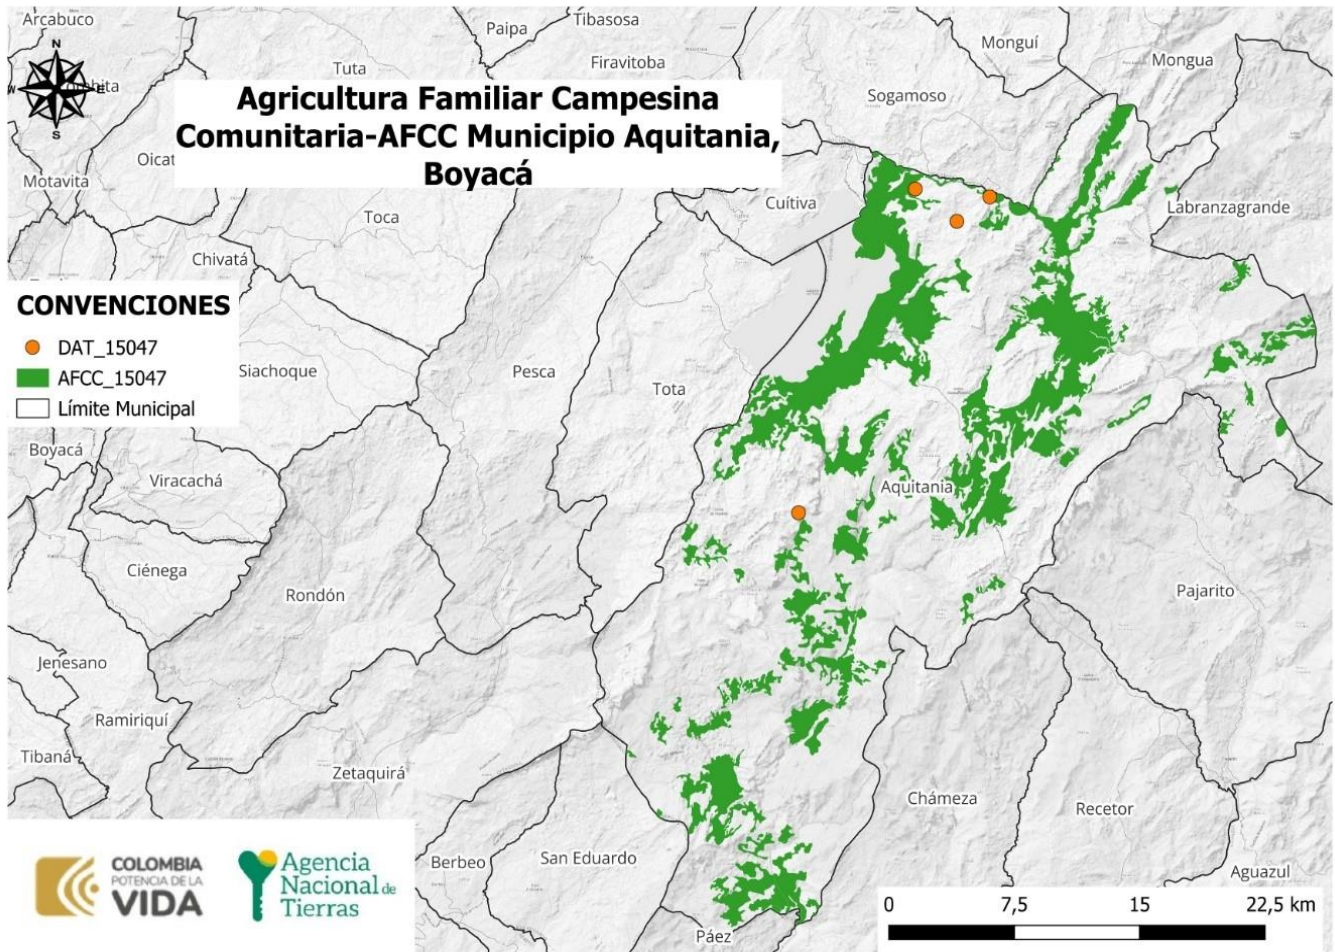 Arcabuco
Tibasosa
Paipa
Monguí
Mongua
Firavitoba
Tuta
N
W
E
S
Sogamoso
Agricultura Familiar Campesina
Comunitaria-AFCC Municipio Aquitania,
Boyacá
Oicat
Motavita
Cuítiva
Labranzagrande
Toca
Chivatá
CONVENCIONES
DAT_15047
AFCC_15047
Límite Municipal
Siachoque
Pesca
Tota
Boyacá
Viracachá
Aquitania
Ciénega
Rondón
Pajarito
Jenesano
Ramiriquí
Tibaná
Zetaquirá
Chámeza
Recetor
Berbeo
San Eduardo
Aguazul
Páez
COLOMBIA
POTENCIA DE LA
VIDA
Agencia
Nacional de
Tierras
0 7,5 15 22,5 km